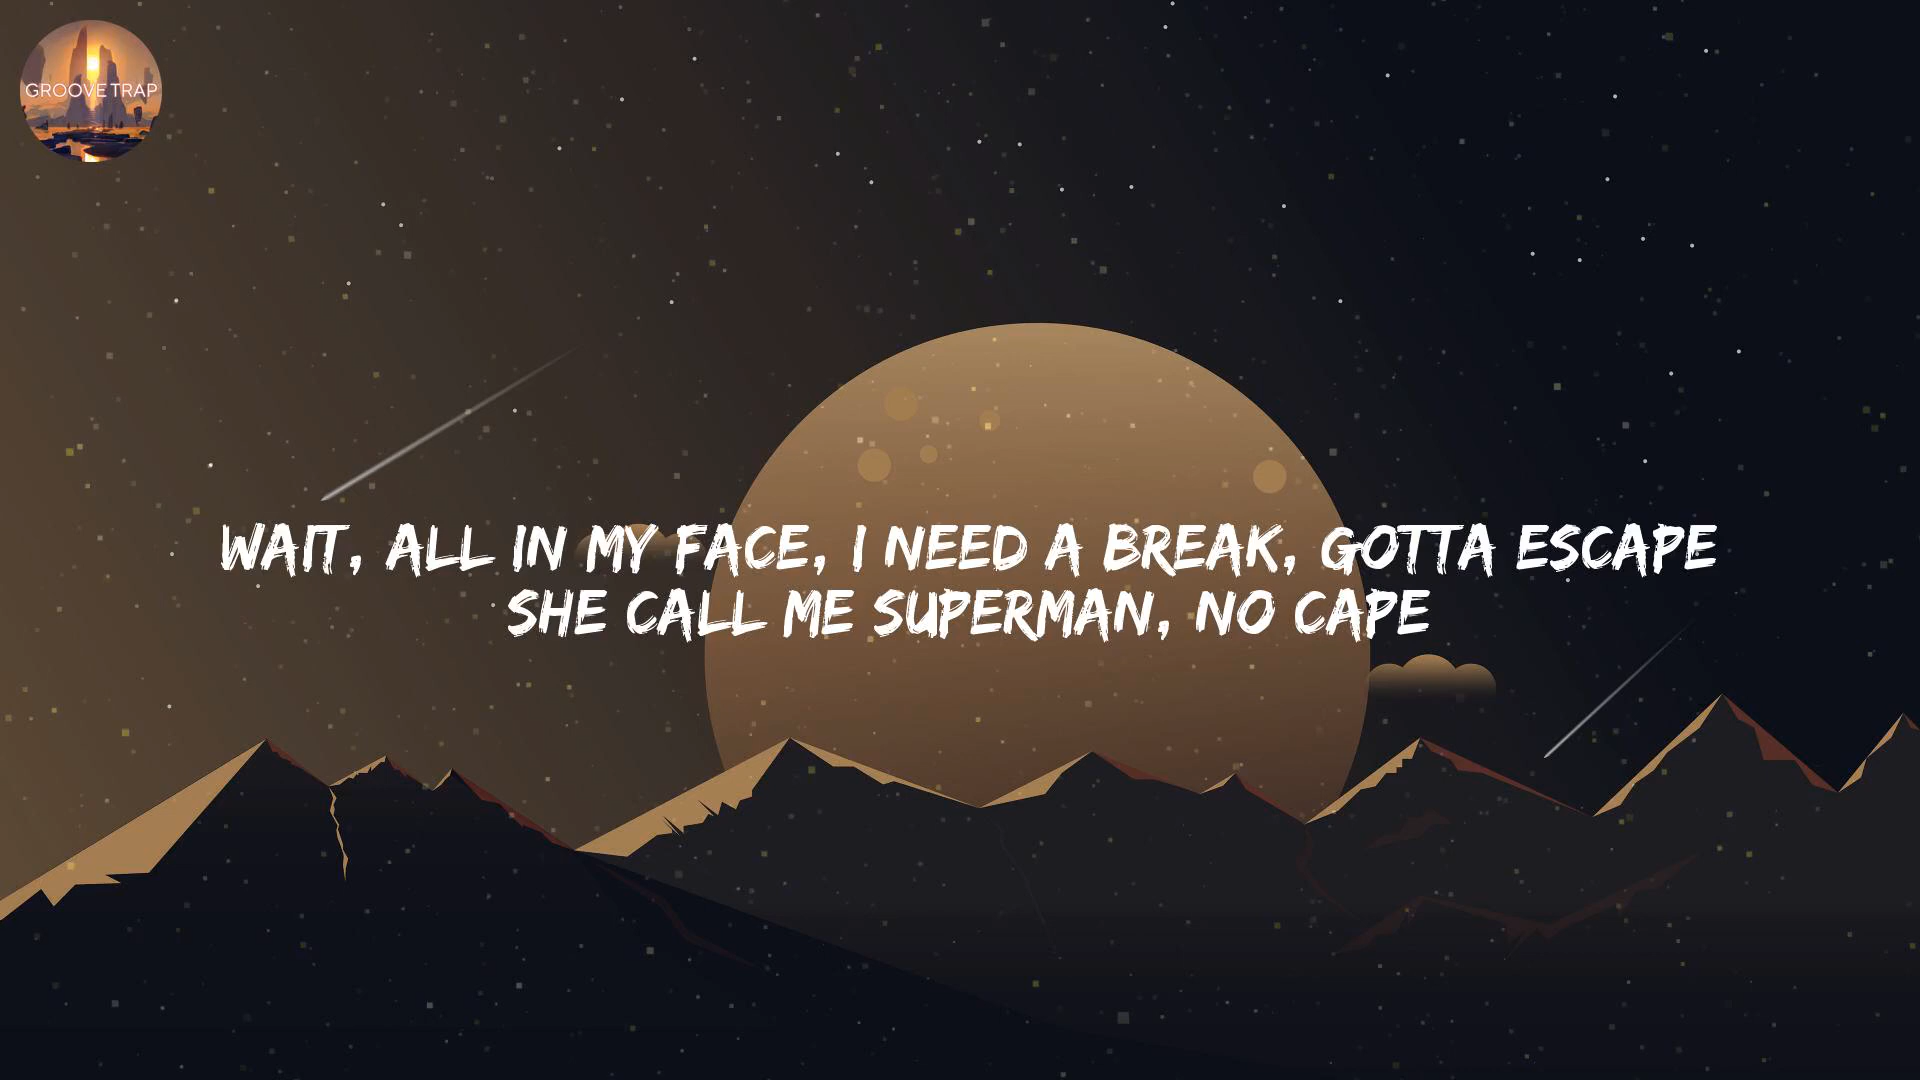 GROOVE TRAP
WAIT, ALL IN MY FACE, I NEED A BREAK, GOTTA ESCAPE
SHE CALL ME SUPERMAN, NO CAPE